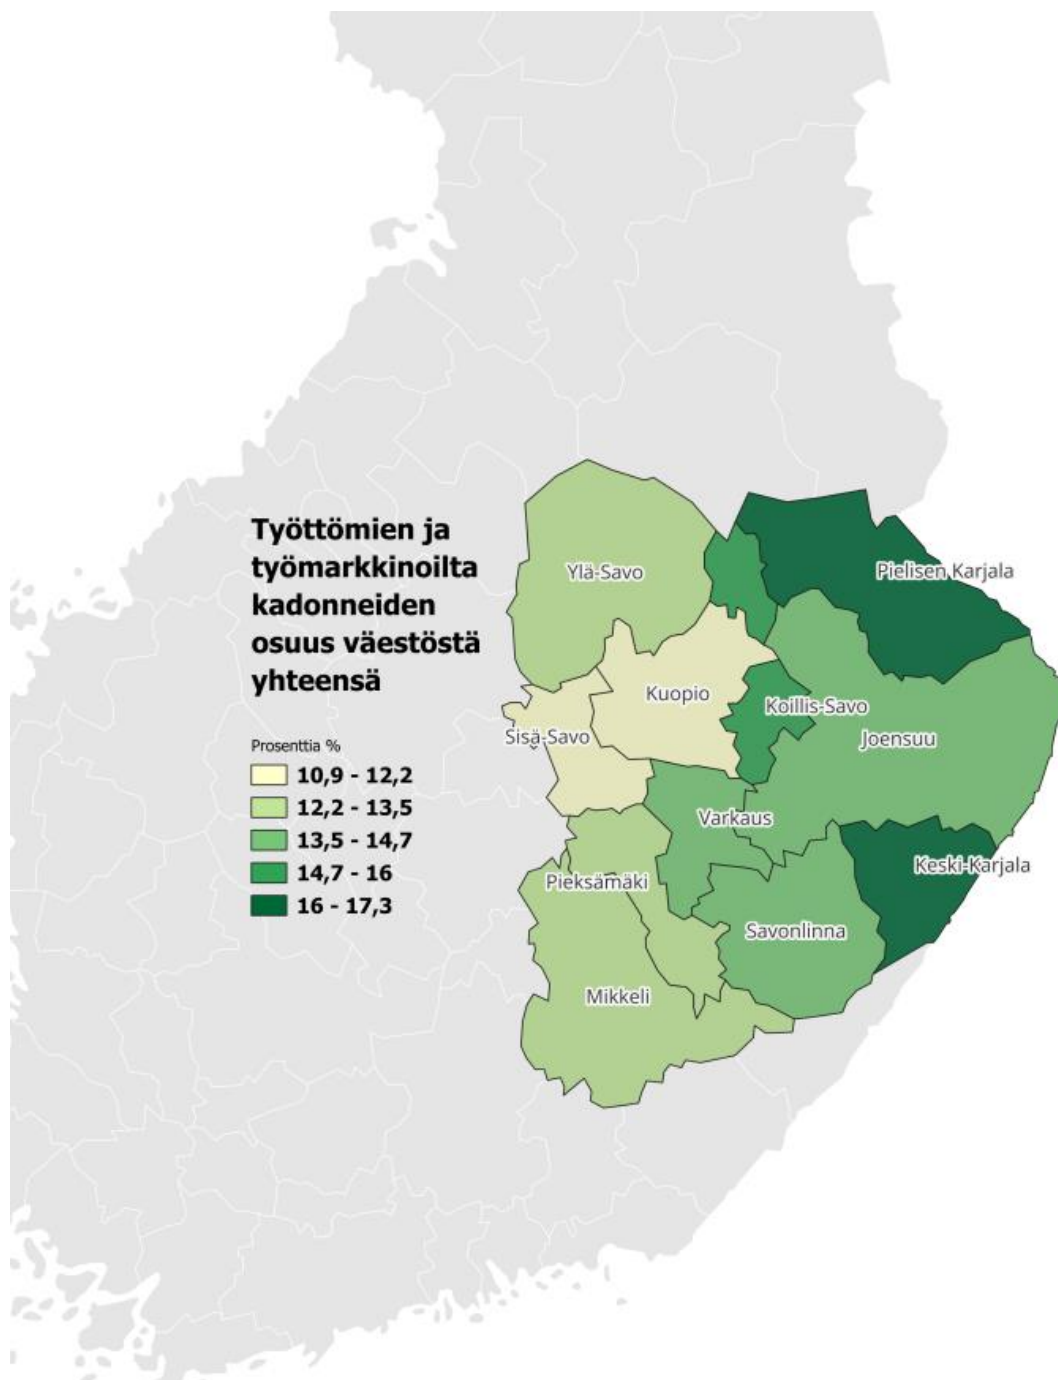 Työttömien ja
työmarkkinoilta
kadonneiden
osuus väestöstä
yhteensä
Prosenttia %
10,9 - 12,2
12,2 - 13,5
13,5 - 14,7
14,7 - 16
16 - 17,3
Ylä-Savo
Pielisen Karjala
Kuopio
Koillis-Savo
Sisä-Savo
Joensuu
Varkaus
Keski-Karjala
Pieksämäki
Savonlinna
Mikkeli